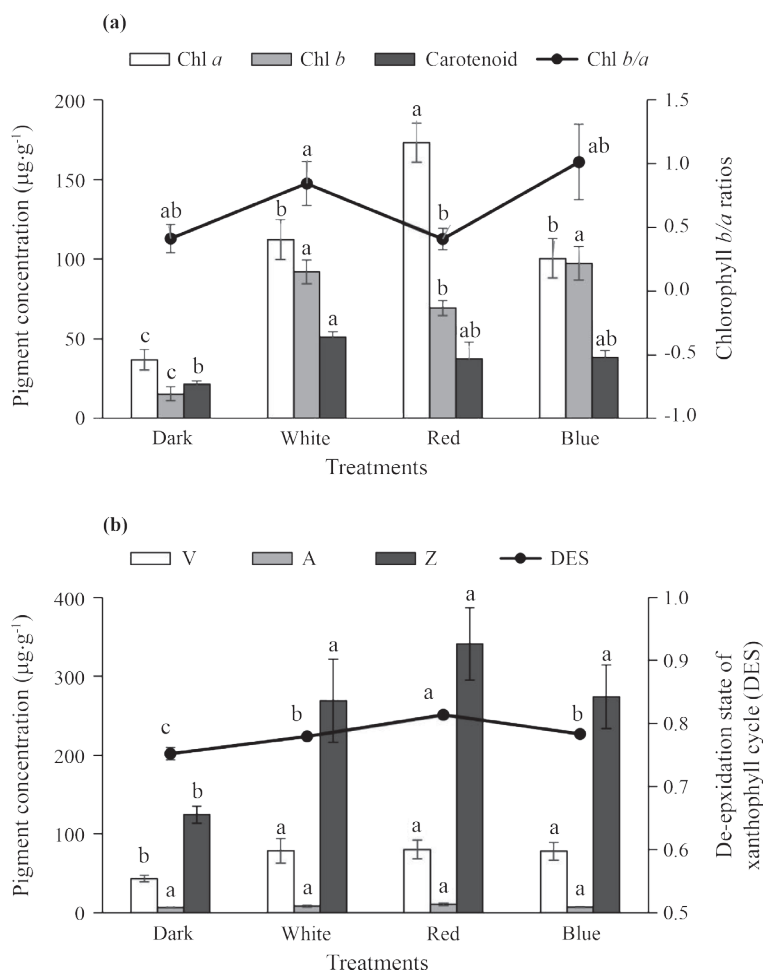 (a)
Chl a Chl b Carotenoid Chl b/a
Pigment concentration (µg·g⁻¹)
200
150
100
50
0
ab
c
c
b
a
b
a
a
a
b
b
ab
ab
b
a
ab
1.5
1.0
0.5
0.0
-0.5
-1.0
Chlorophyll b/a ratios
Dark White Red Blue
Treatments
(b)
V A Z DES
Pigment concentration (µg·g⁻¹)
400
300
200
100
0
c
b
a
b
b
a
a
a
a
a
a
a
b
a
a
a
1.0
0.9
0.8
0.7
0.6
0.5
De-epxidation state of
xanthophyll cycle (DES)
Dark White Red Blue
Treatments